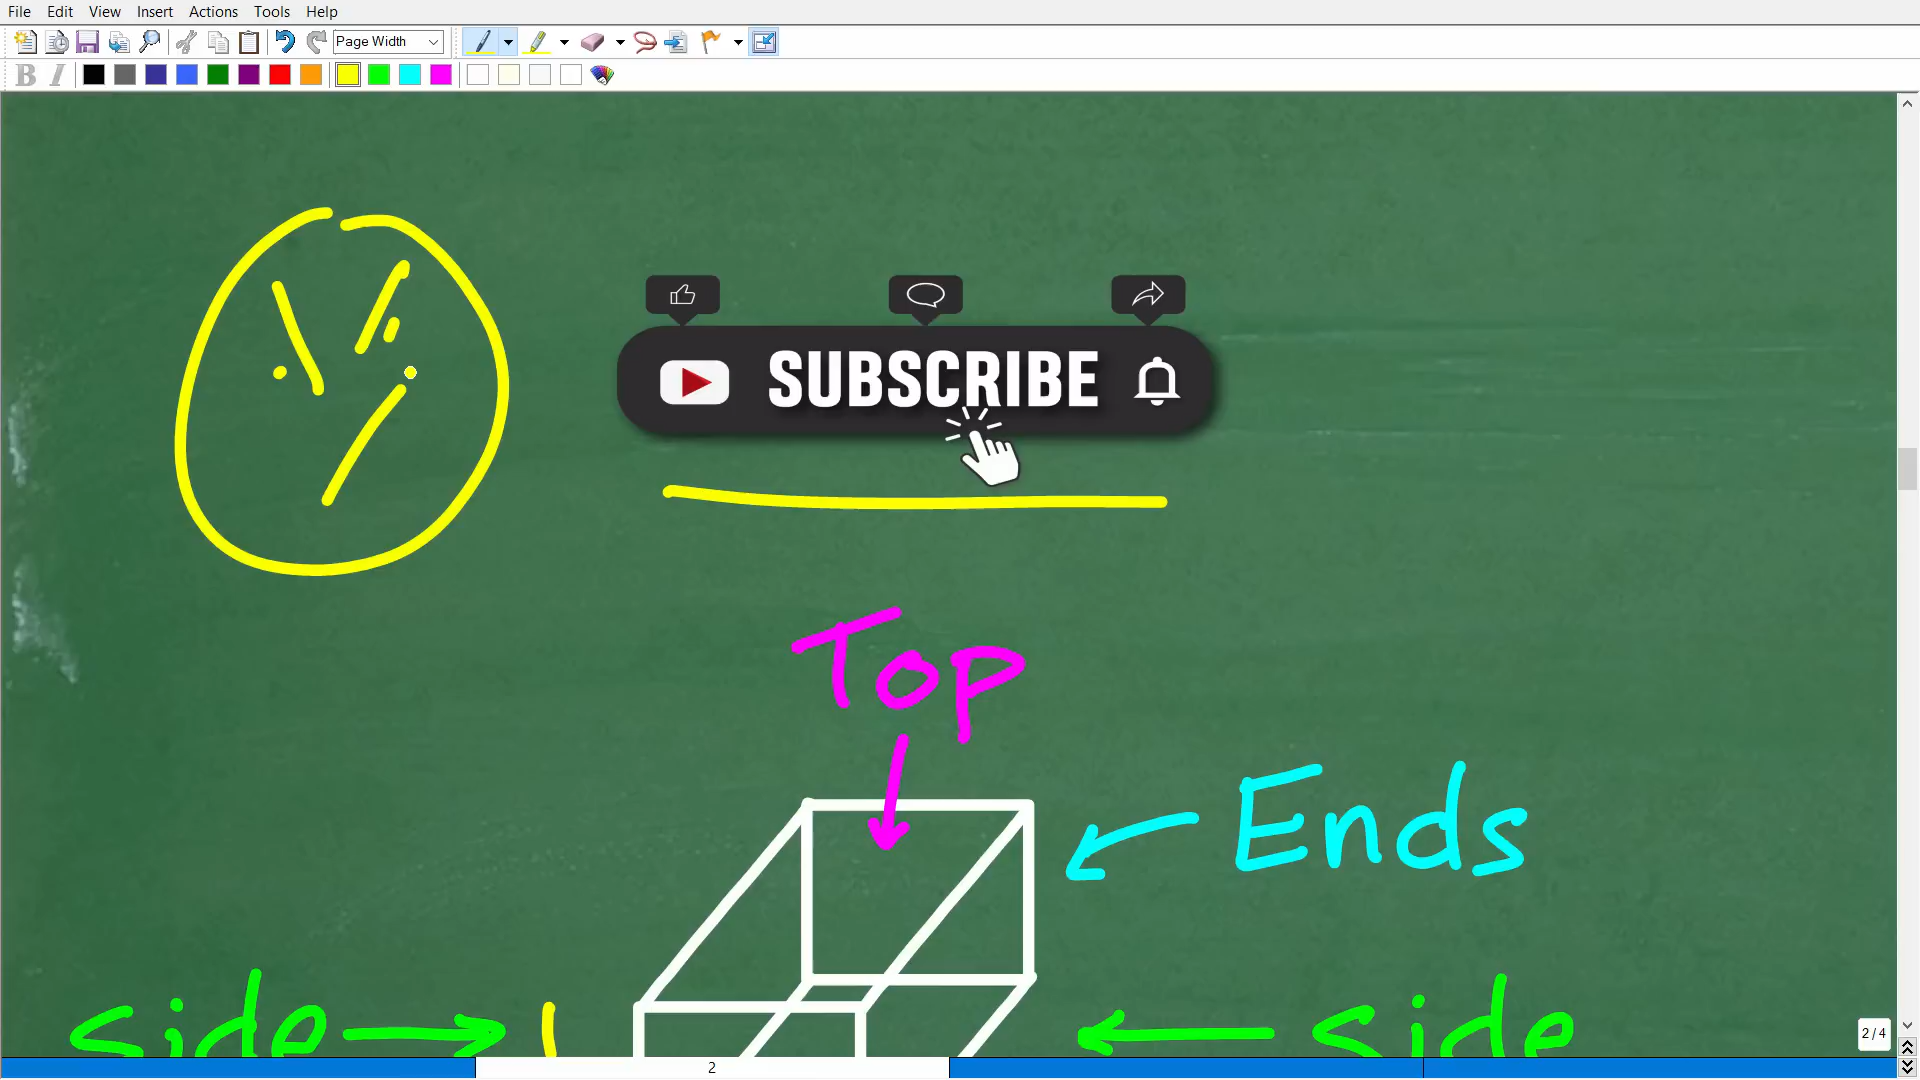 File Edit View Insert Actions Tools Help
Page Width
B I
SUBSCRIBE
Top
Ends
side
side
2 / 4
2